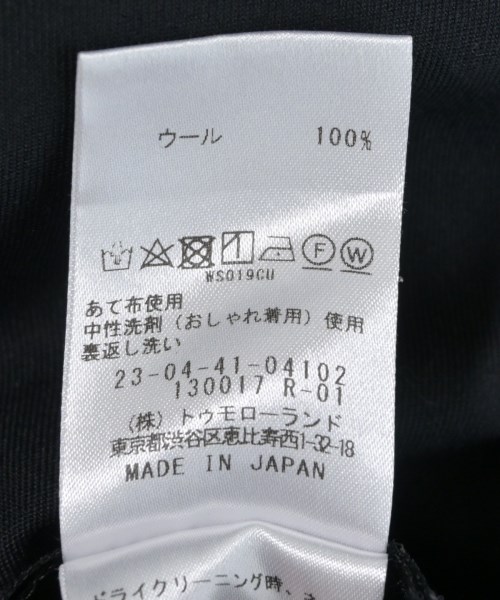 ウール 100%
F W
WS019CU
あて布使用
中性洗剤（おしゃれ着用）使用
裏返し洗い
23-04-41-04102
130017 R-01
（株）トゥモローランド
東京都渋谷区恵比寿西1-32-18
MADE IN JAPAN
ドライクリーニング時、